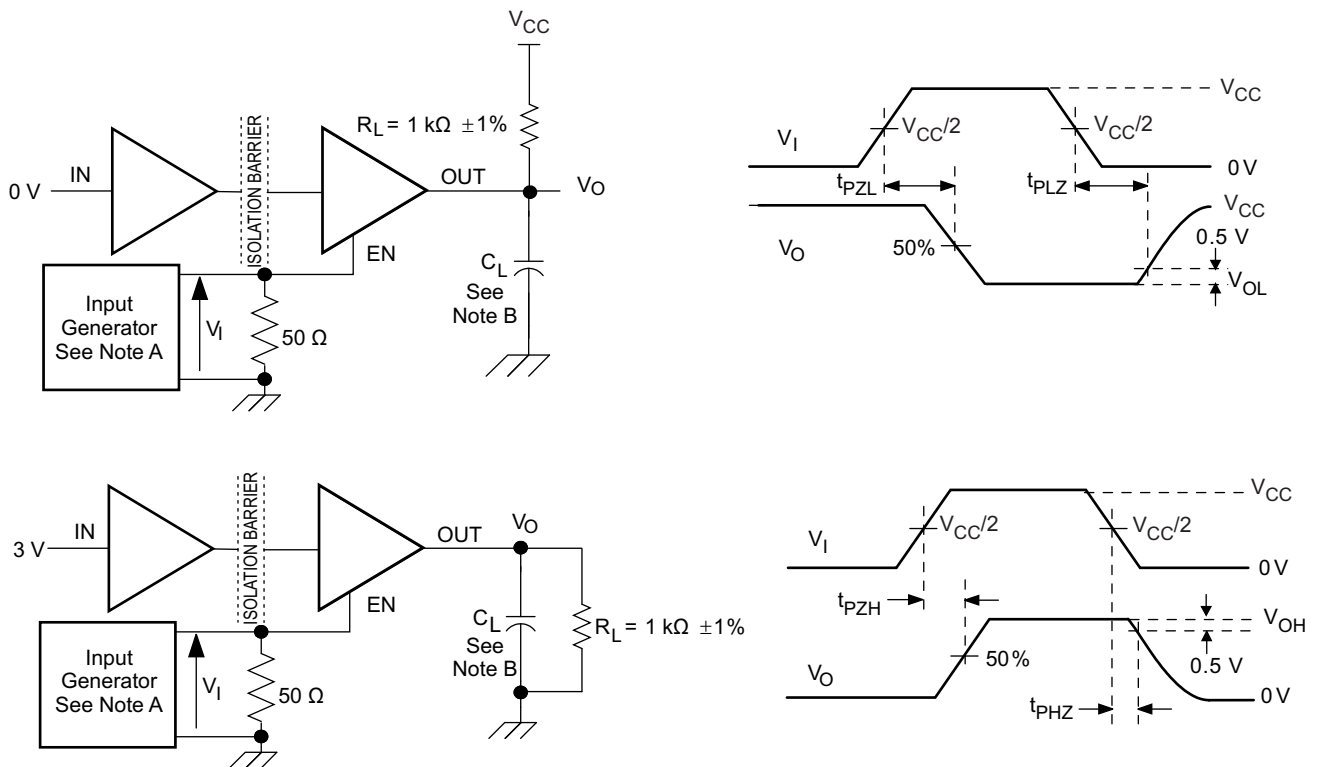 VCC
RL = 1 kΩ ±1%
0 V
IN
ISOLATION BARRIER
OUT
VO
EN
Input
Generator
See Note A
VI
50 Ω
CL
See
Note B
VCC
VI
VCC/2
VCC/2
0 V
tPZL
tPLZ
VCC
0.5 V
VO
50%
VOL
3 V
IN
ISOLATION BARRIER
OUT
VO
EN
Input
Generator
See Note A
VI
50 Ω
CL
See
Note B
RL = 1 kΩ ±1%
VCC
VI
VCC/2
VCC/2
0 V
tPZH
VOH
0.5 V
VO
50%
0 V
tPHZ